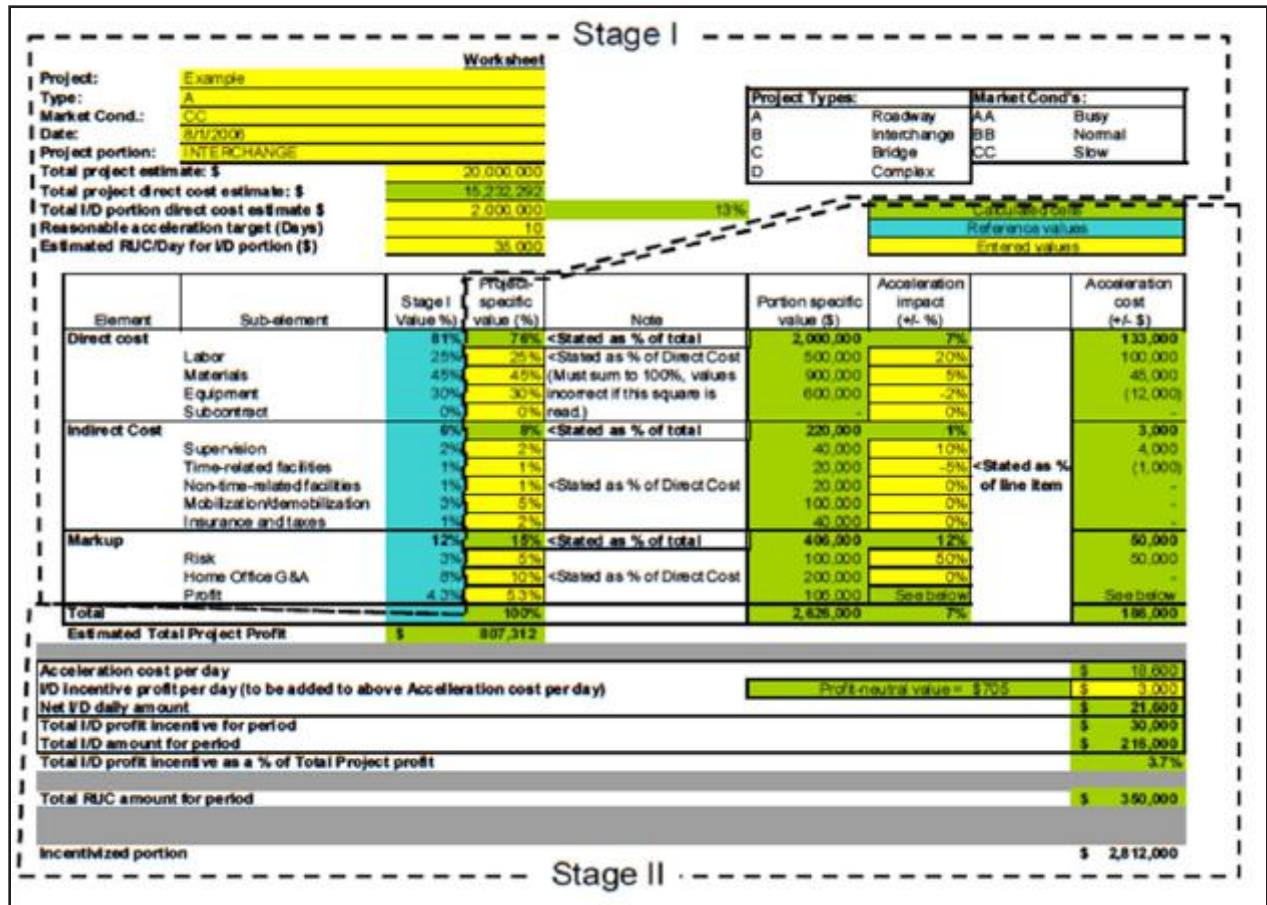 Stage I
Worksheet
Project: Example
Type: A
Market Cond.: CC
Date: 8/1/2006
Project portion: INTERCHANGE
Project Types: Market Cond's:
A Roadway AA Busy
B Interchange BB Normal
C Bridge CC Slow
D Complex
Total project estimate: $ 20,000,000
Total project direct cost estimate: $ 15,232,292
Total I/D portion direct cost estimate $ 2,000,000 13% Calculated cells
Reasonable acceleration target (Days) 10 Reference values
Estimated RUC/Day for I/D portion ($) 35,000 Entered values
Element Sub-element Stage I Value %) Project-specific value (%) Note Portion specific value ($) Acceleration impact (+/- %) Acceleration cost (+/- $)
Direct cost 81% 76% <Stated as % of total 2,000,000 7% 133,000
Labor 25% 25% <Stated as % of Direct Cost 500,000 20% 100,000
Materials 45% 45% (Must sum to 100%, values 900,000 5% 45,000
Equipment 30% 30% incorrect if this square is 600,000 -2% (12,000)
Subcontract 0% 0% read.) - 0% -
Indirect Cost 8% <Stated as % of total 220,000 1% 3,000
Supervision 2% 2% 40,000 10% 4,000
Time-related facilities 1% 1% 20,000 -5% <Stated as % (1,000)
Non-time-related facilities 1% 1% <Stated as % of Direct Cost 20,000 0% of line item -
Mobilization/demobilization 3% 5% 100,000 0% -
Insurance and taxes 1% 2% 40,000 0% -
Markup 12% 15% <Stated as % of total 406,000 12% 50,000
Risk 3% 5% 100,000 50% 50,000
Home Office G&A 8% 10% <Stated as % of Direct Cost 200,000 0% -
Profit 4.3% 5.3% 106,000 See below See below
Total 100% 2,626,000 7% 186,000
Estimated Total Project Profit $ 807,312
Acceleration cost per day $ 18,600
I/D Incentive profit per day (to be added to above Accelleration cost per day) Profit-neutral value = $705 $ 3,000
Net I/D daily amount $ 21,600
Total I/D profit incentive for period $ 30,000
Total I/D amount for period $ 216,000
Total I/D profit incentive as a % of Total Project profit 3.7%
Total RUC amount for period $ 350,000
Incentivized portion $ 2,812,000
Stage II